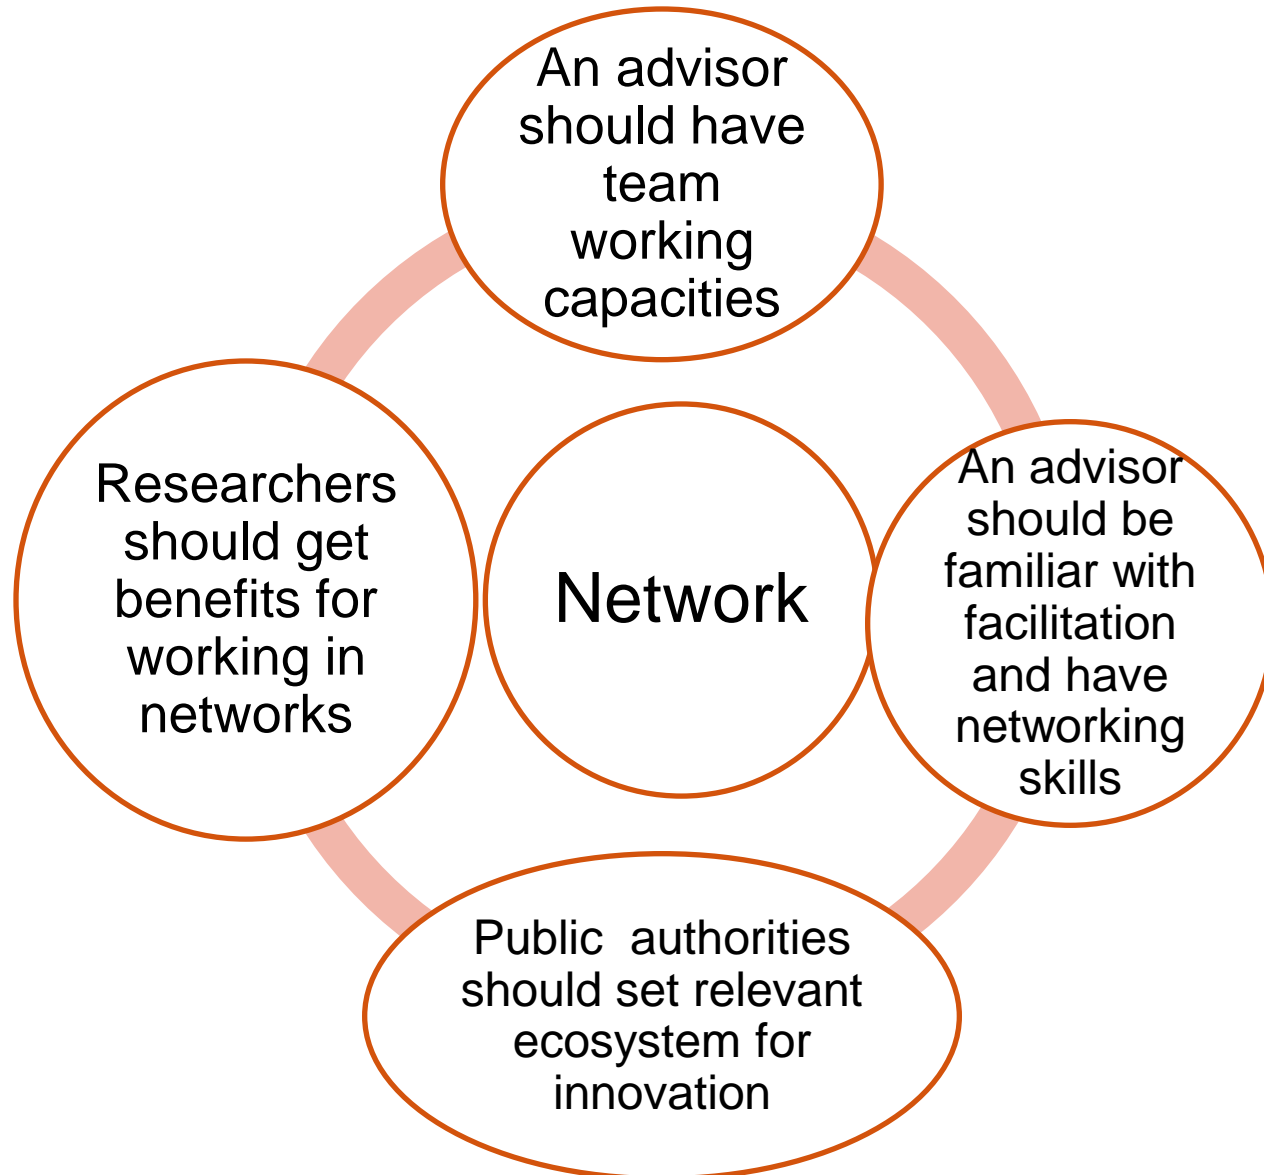 An advisor
should have
team
working
capacities
Researchers
should get
benefits for
working in
networks
Network
An advisor
should be
familiar with
facilitation
and have
networking
skills
Public  authorities
should set relevant
ecosystem for
innovation